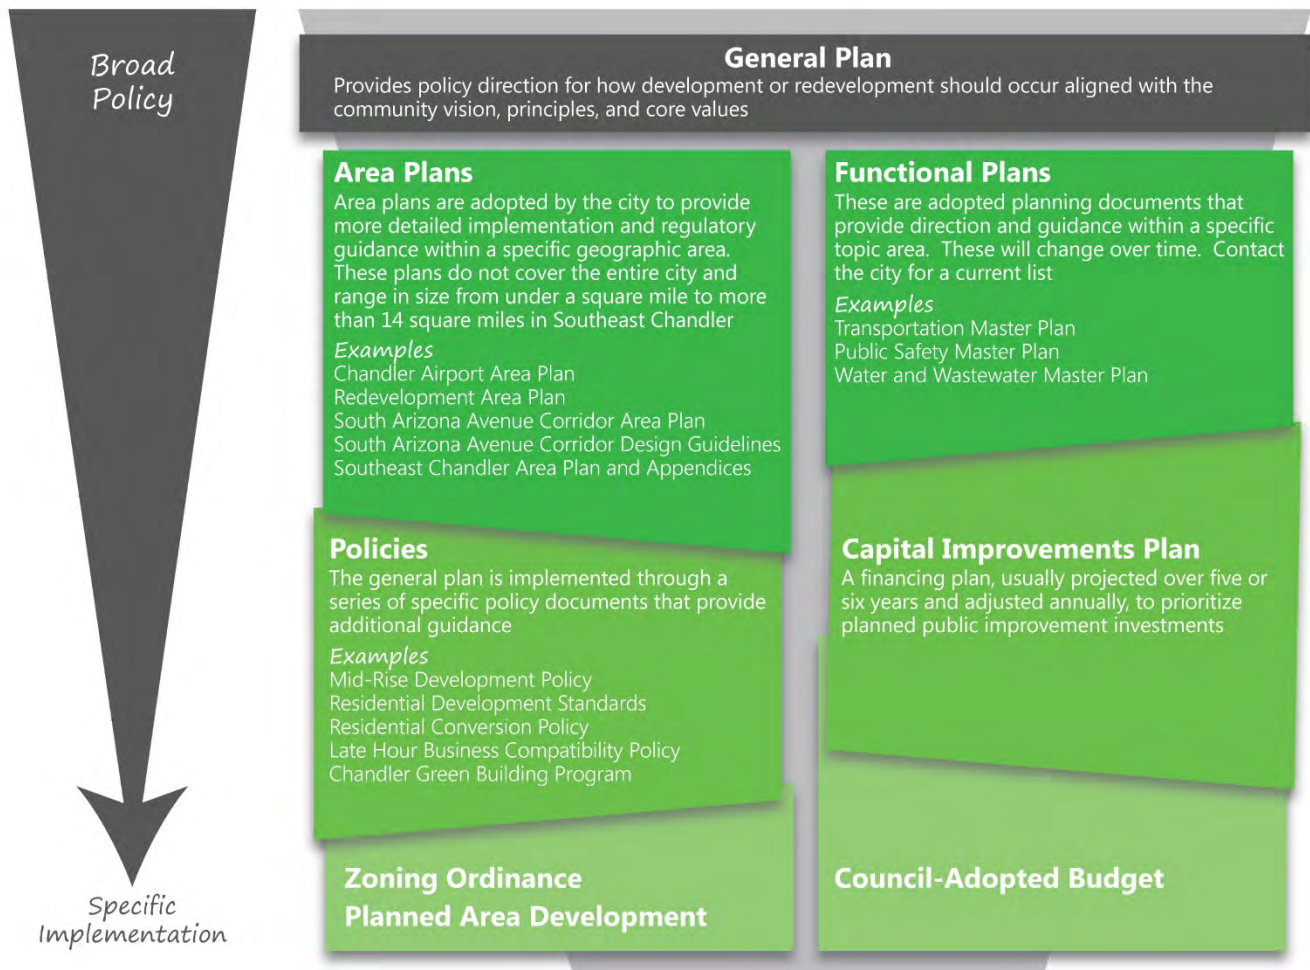 Broad
Policy
General Plan
Provides policy direction for how development or redevelopment should occur aligned with the
community vision, principles, and core values
Area Plans
Area plans are adopted by the city to provide
more detailed implementation and regulatory
guidance within a specific geographic area.
These plans do not cover the entire city and
range in size from under a square mile to more
than 14 square miles in Southeast Chandler
Examples
Chandler Airport Area Plan
Redevelopment Area Plan
South Arizona Avenue Corridor Area Plan
South Arizona Avenue Corridor Design Guidelines
Southeast Chandler Area Plan and Appendices
Functional Plans
These are adopted planning documents that
provide direction and guidance within a specific
topic area.  These will change over time.  Contact
the city for a current list
Examples
Transportation Master Plan
Public Safety Master Plan
Water and Wastewater Master Plan
Policies
The general plan is implemented through a
series of specific policy documents that provide
additional guidance
Examples
Mid-Rise Development Policy
Residential Development Standards
Residential Conversion Policy
Late Hour Business Compatibility Policy
Chandler Green Building Program
Capital Improvements Plan
A financing plan, usually projected over five or
six years and adjusted annually, to prioritize
planned public improvement investments
Zoning Ordinance
Planned Area Development
Council-Adopted Budget
Specific
Implementation